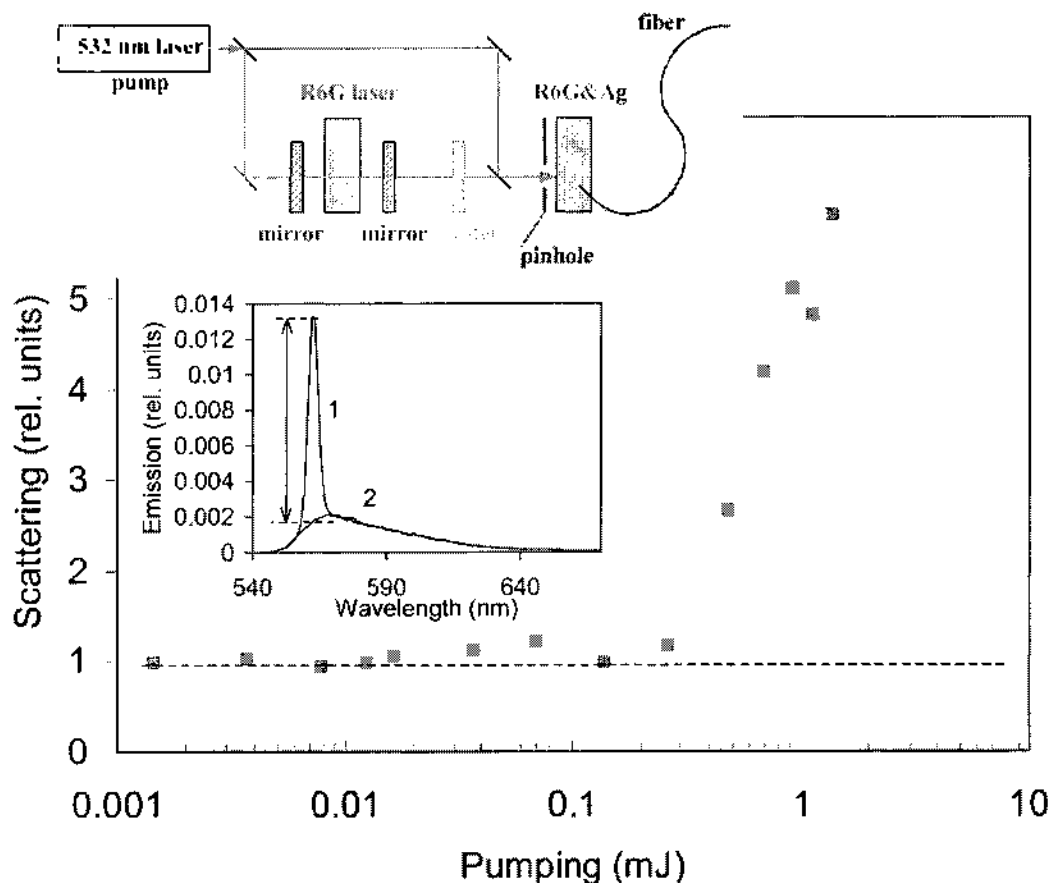 fiber
532 nm laser
pump
R6G laser
R6G&Ag
mirror
mirror
pinhole
Scattering (rel. units)
5
4
3
2
1
0
0.001
0.01
0.1
1
10
Pumping (mJ)
Emission (rel. units)
0.014
0.012
0.01
0.008
0.006
0.004
0.002
0
1
2
540
590
640
Wavelength (nm)